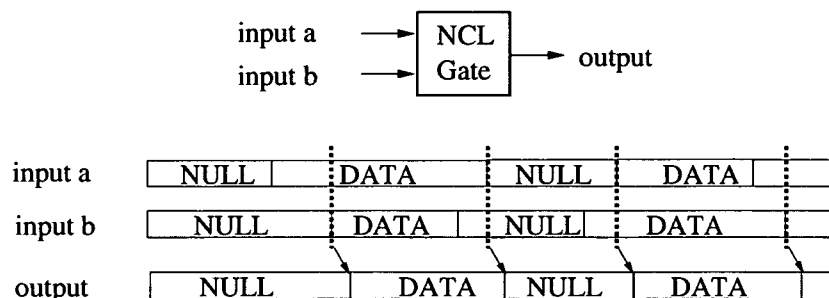 input a
NCL
input b
Gate
output
input a NULL DATA NULL DATA
input b NULL DATA NULL DATA
output NULL DATA NULL DATA